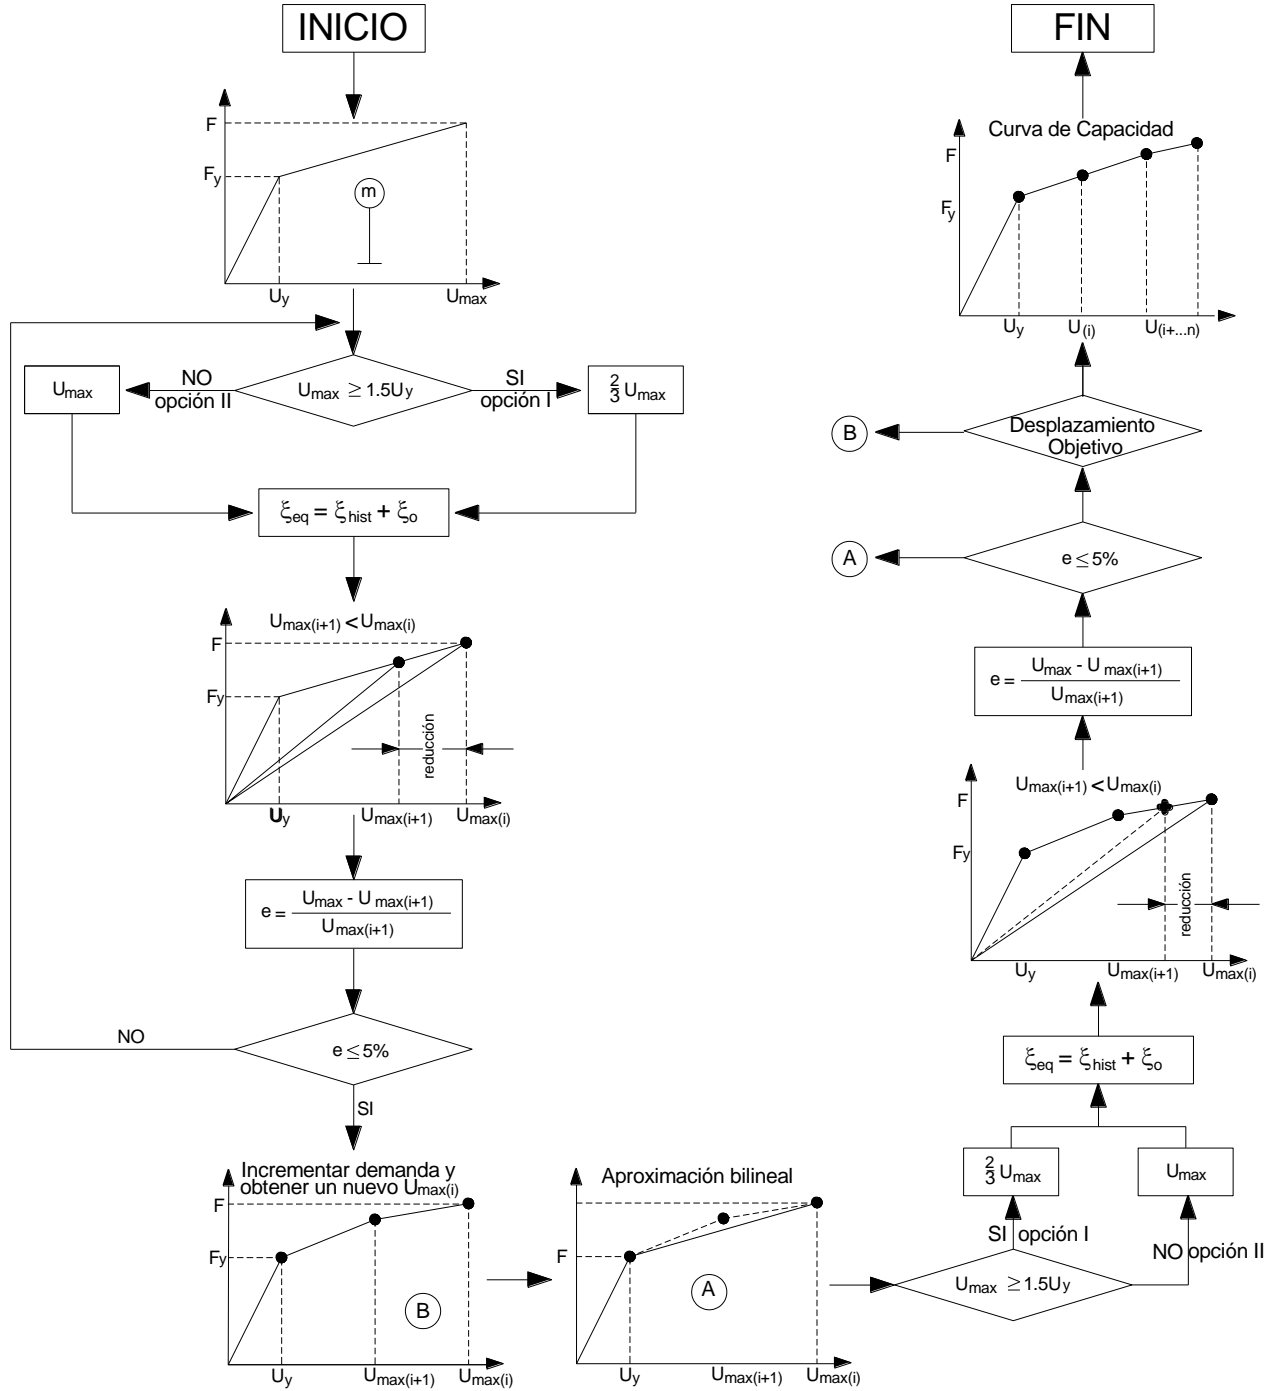 INICIO
F
Fy
m
Uy
Umax
Umax ≥ 1.5Uy
NO
opción II
SI
opción I
Umax
2/3 Umax
ξeq = ξhist + ξo
Umax(i+1) < Umax(i)
F
Fy
reducción
Uy
Umax(i+1)
Umax(i)
e = Umax - Umax(i+1) / Umax(i+1)
e ≤ 5%
NO
SI
Incrementar demanda y
obtener un nuevo Umax(i)
F
Fy
B
Uy
Umax(i+1)
Umax(i)
Aproximación bilineal
F
A
Uy
Umax(i+1)
Umax(i)
Umax ≥ 1.5Uy
SI opción I
NO opción II
2/3 Umax
Umax
ξeq = ξhist + ξo
Umax(i+1) < Umax(i)
F
Fy
reducción
Uy
Umax(i+1)
Umax(i)
e = Umax - Umax(i+1) / Umax(i+1)
e ≤ 5%
A
Desplazamiento
Objetivo
B
Curva de Capacidad
F
Fy
Uy
U(i)
U(i+...n)
FIN